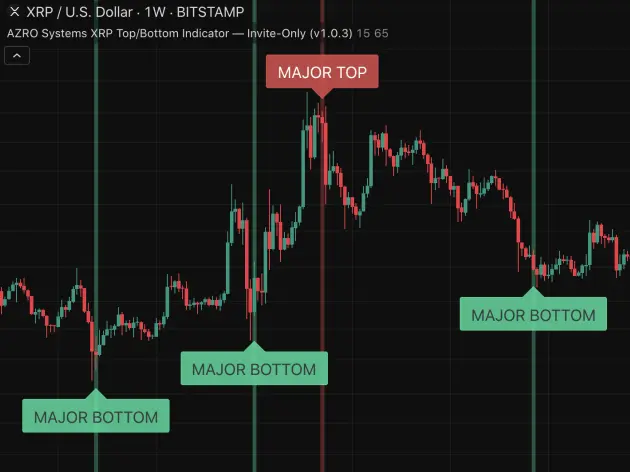 XRP / U.S. Dollar · 1W · BITSTAMP
AZRO Systems XRP Top/Bottom Indicator — Invite-Only (v1.0.3) 15 65
MAJOR TOP
MAJOR BOTTOM
MAJOR BOTTOM
MAJOR BOTTOM